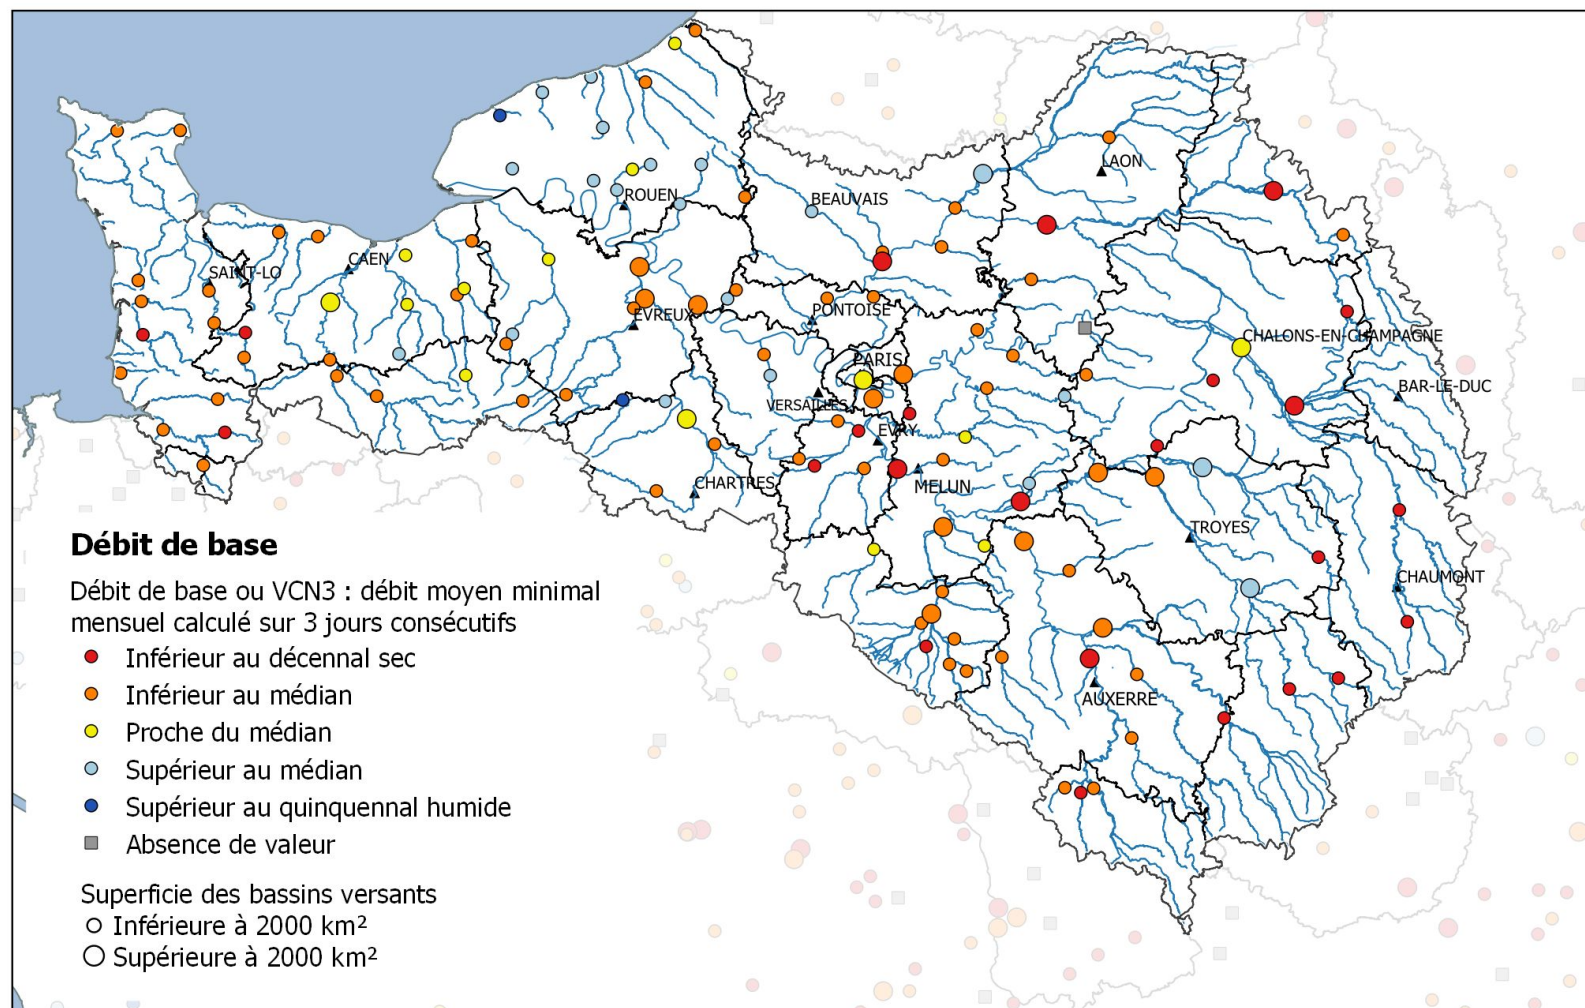 LAON
ROUEN
BEAUVAIS
CAEN
SAINT-LO
EVREUX
PONTOISE
CHALONS-EN-CHAMPAGNE
PARIS
BAR-LE-DUC
VERSAILLES
EVRY
CHARTRES
MELUN
TROYES
CHAUMONT
AUXERRE
Débit de base
Débit de base ou VCN3 : débit moyen minimal
mensuel calculé sur 3 jours consécutifs
Inférieur au décennal sec
Inférieur au médian
Proche du médian
Supérieur au médian
Supérieur au quinquennal humide
Absence de valeur
Superficie des bassins versants
Inférieure à 2000 km²
Supérieure à 2000 km²